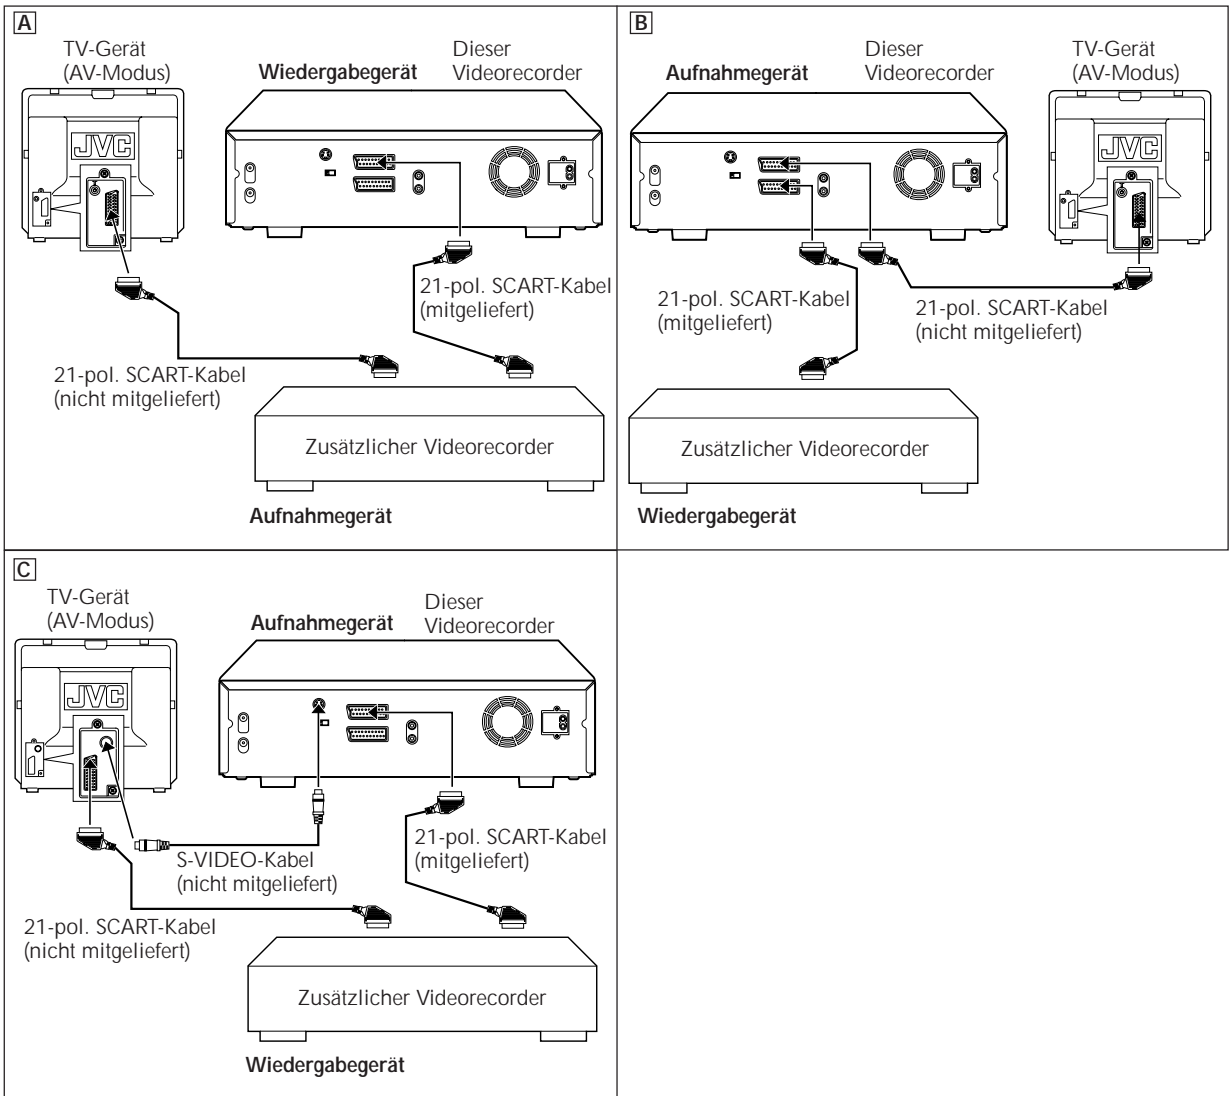 A
TV-Gerät
(AV-Modus)
Wiedergabegerät
Dieser
Videorecorder
JVC
21-pol. SCART-Kabel
(mitgeliefert)
21-pol. SCART-Kabel
(nicht mitgeliefert)
Zusätzlicher Videorecorder
Aufnahmegerät
B
Aufnahmegerät
Dieser
Videorecorder
TV-Gerät
(AV-Modus)
JVC
21-pol. SCART-Kabel
(mitgeliefert)
21-pol. SCART-Kabel
(nicht mitgeliefert)
Zusätzlicher Videorecorder
Wiedergabegerät
C
TV-Gerät
(AV-Modus)
Aufnahmegerät
Dieser
Videorecorder
JVC
21-pol. SCART-Kabel
(mitgeliefert)
S-VIDEO-Kabel
(nicht mitgeliefert)
21-pol. SCART-Kabel
(nicht mitgeliefert)
Zusätzlicher Videorecorder
Wiedergabegerät